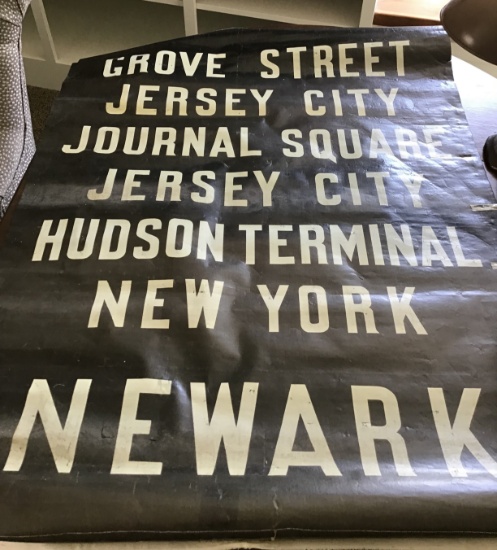 GROVE STREET
JERSEY CITY
JOURNAL SQUARE
JERSEY CITY
HUDSON TERMINAL
NEW YORK
NEWARK